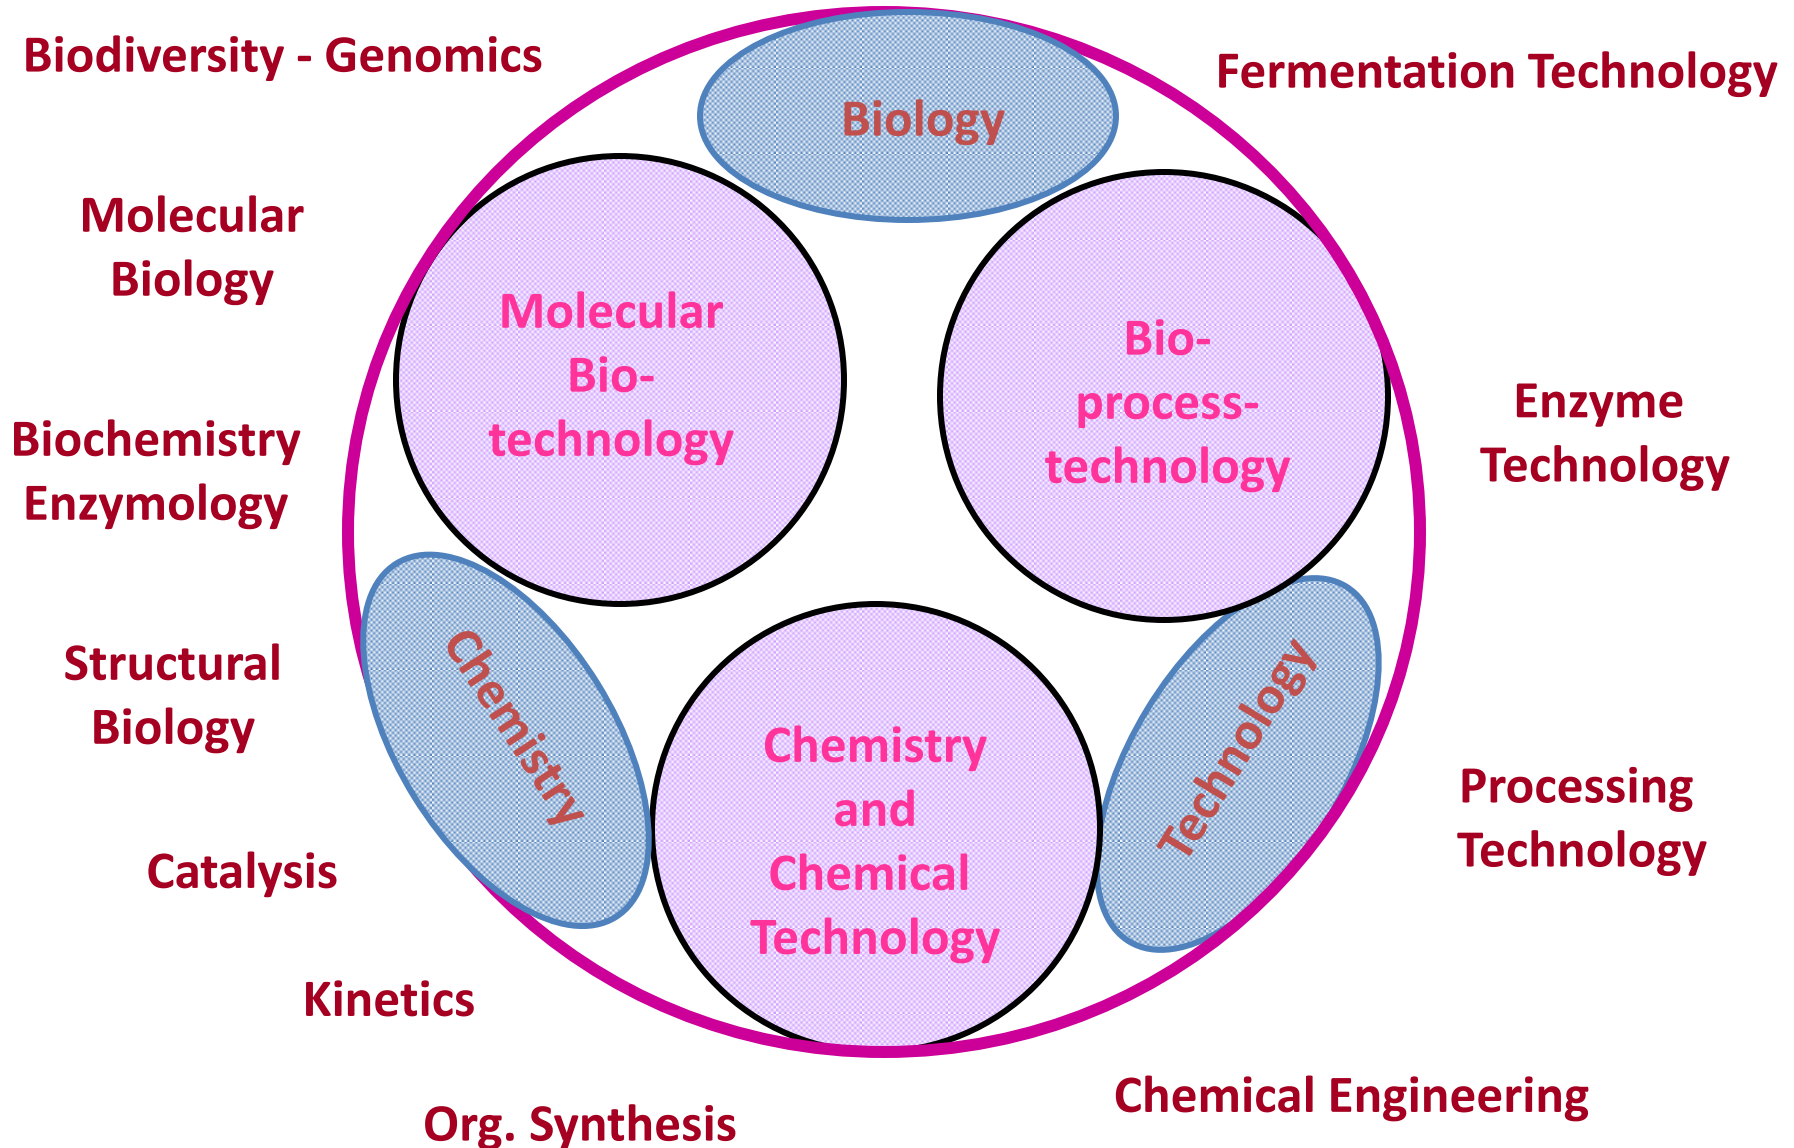 Biodiversity - Genomics
Fermentation Technology
Biology
Molecular
Biology
Molecular
Bio-
technology
Bio-
process-
technology
Biochemistry
Enzymology
Enzyme
Technology
Structural
Biology
Chemistry
Technology
Chemistry
and
Chemical
Technology
Processing
Technology
Catalysis
Kinetics
Org. Synthesis
Chemical Engineering